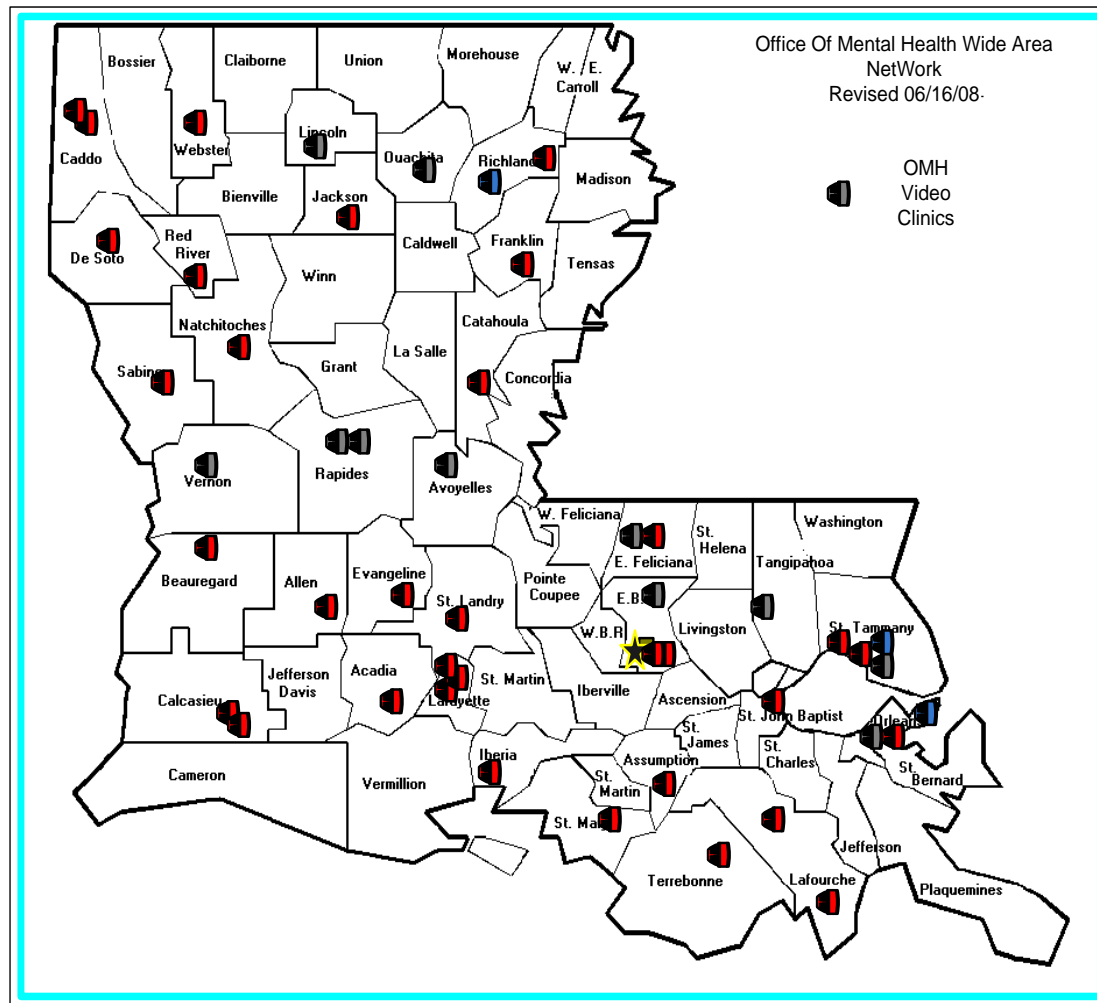 Office Of Mental Health Wide Area
NetWork
Revised 06/16/08-
OMH
Video
Clinics
Bossier
Claiborne
Union
Morehouse
W. E.
Carroll
Caddo
Webster
Lincoln
Ouachita
Richland
Madison
Bienville
Jackson
De Soto
Red
River
Caldwell
Franklin
Tensas
Winn
Natchitoches
Catahoula
Sabine
Grant
La Salle
Concordia
Vernon
Rapides
Avoyelles
W. Feliciana
E. Feliciana
St.
Helena
Washington
Tangipahoa
Beauregard
Allen
Evangeline
St. Landry
Pointe
Coupee
E.B.
W.B.R
Livingston
St. Tammany
Calcasieu
Jefferson
Davis
Acadia
Lafayette
St. Martin
Iberville
Ascension
St. John Baptist
Orleans
St.
James
St.
Charles
St.
Bernard
Cameron
Vermillion
Iberia
Assumption
St.
Martin
St. Mary
Jefferson
Terrebonne
Lafourche
Plaquemines